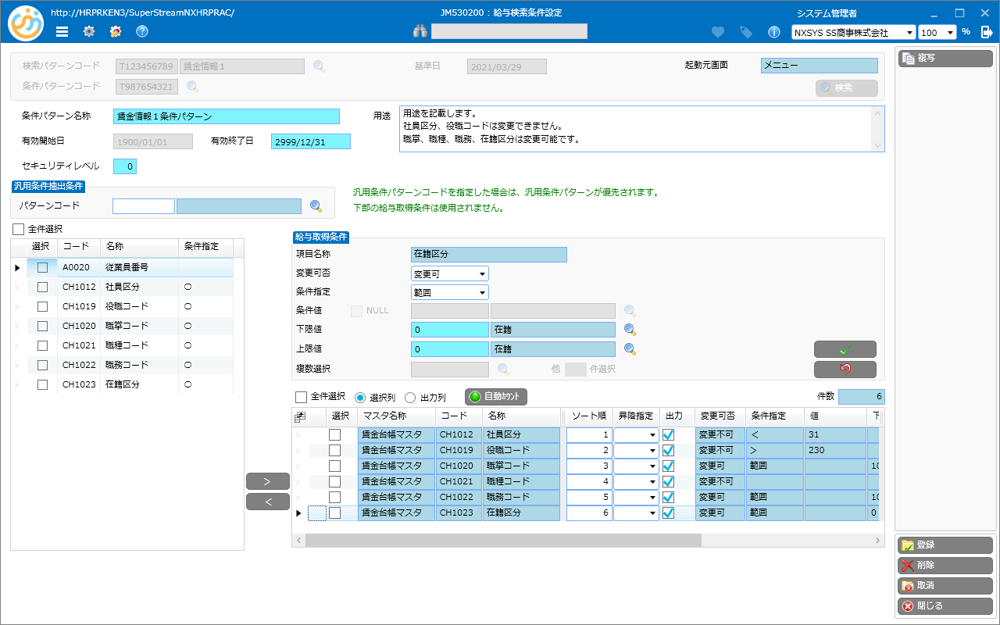 http://HRPRKEN3/SuperStreamNXHRPRAC/
JM530200 : 給与検索条件設定
システム管理者
NXSYS SS商事株式会社 100 %
検索パターンコード T123456789 賃金情報１ 基準日 2021/03/29 起動元画面 メニュー
条件パターンコード T987654321 検索
条件パターン名称 賃金情報１条件パターン 用途 用途を記載します。
社員区分、役職コードは変更できません。
職掌、職種、職務、在籍区分は変更可能です。
有効開始日 1900/01/01 有効終了日 2999/12/31
セキュリティレベル 0
汎用条件抽出条件
パターンコード
汎用条件パターンコードを指定した場合は、汎用条件パターンが優先されます。
下部の給与取得条件は使用されません。
全件選択
選択 コード 名称 条件指定
A0020 従業員番号
CH1012 社員区分 ○
CH1019 役職コード ○
CH1020 職掌コード ○
CH1021 職種コード ○
CH1022 職務コード ○
CH1023 在籍区分 ○
>
<
給与取得条件
項目名称 在籍区分
変更可否 変更可
条件指定 範囲
条件値 NULL
下限値 0 在籍
上限値 0 在籍
複数選択 他 件選択
全件選択 選択列 出力列 自動ｶｳﾝﾄ 件数 6
選択 マスタ名称 コード 名称 ソート順 昇降指定 出力 変更可否 条件指定 値 下
賃金台帳マスタ CH1012 社員区分 1 変更不可 ＜ 31
賃金台帳マスタ CH1019 役職コード 2 変更不可 ＞ 230
賃金台帳マスタ CH1020 職掌コード 3 変更可 範囲 10
賃金台帳マスタ CH1021 職種コード 4 変更不可
賃金台帳マスタ CH1022 職務コード 5 変更可 範囲 10
賃金台帳マスタ CH1023 在籍区分 6 変更可 範囲 0
複写
登録
削除
取消
閉じる